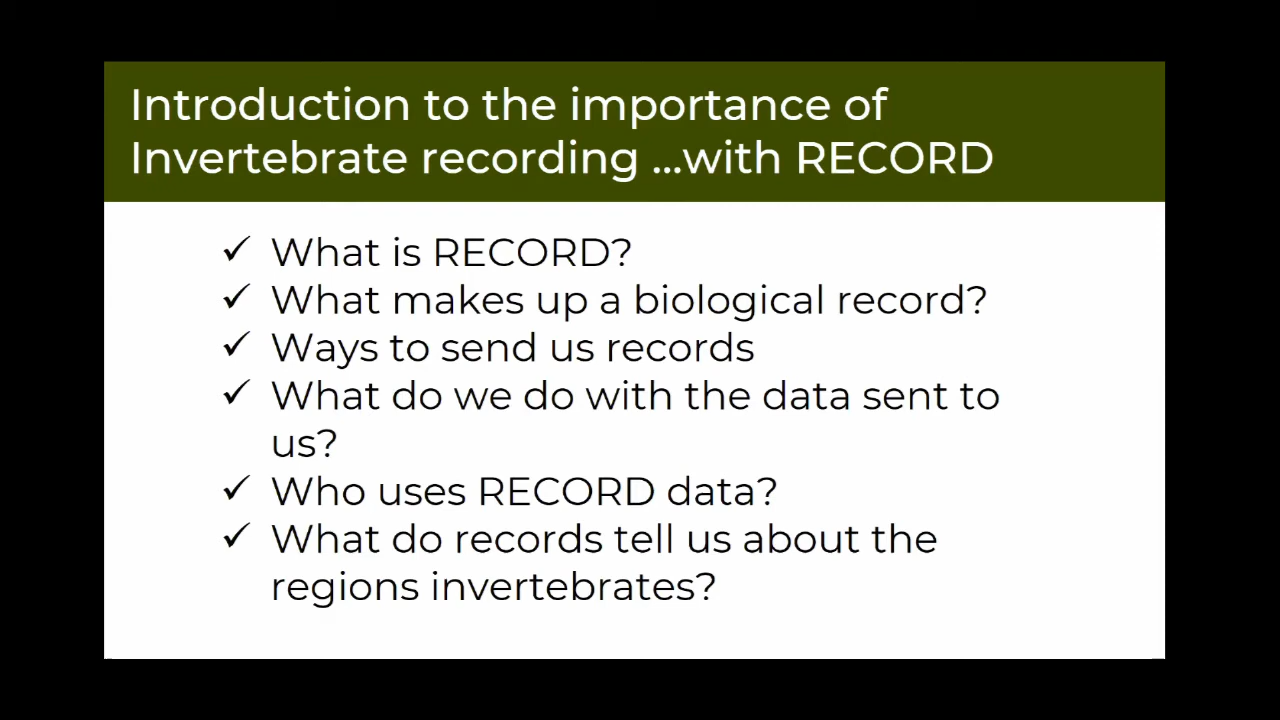 Introduction to the importance of
Invertebrate recording ...with RECORD
✓ What is RECORD?
✓ What makes up a biological record?
✓ Ways to send us records
✓ What do we do with the data sent to
us?
✓ Who uses RECORD data?
✓ What do records tell us about the
regions invertebrates?